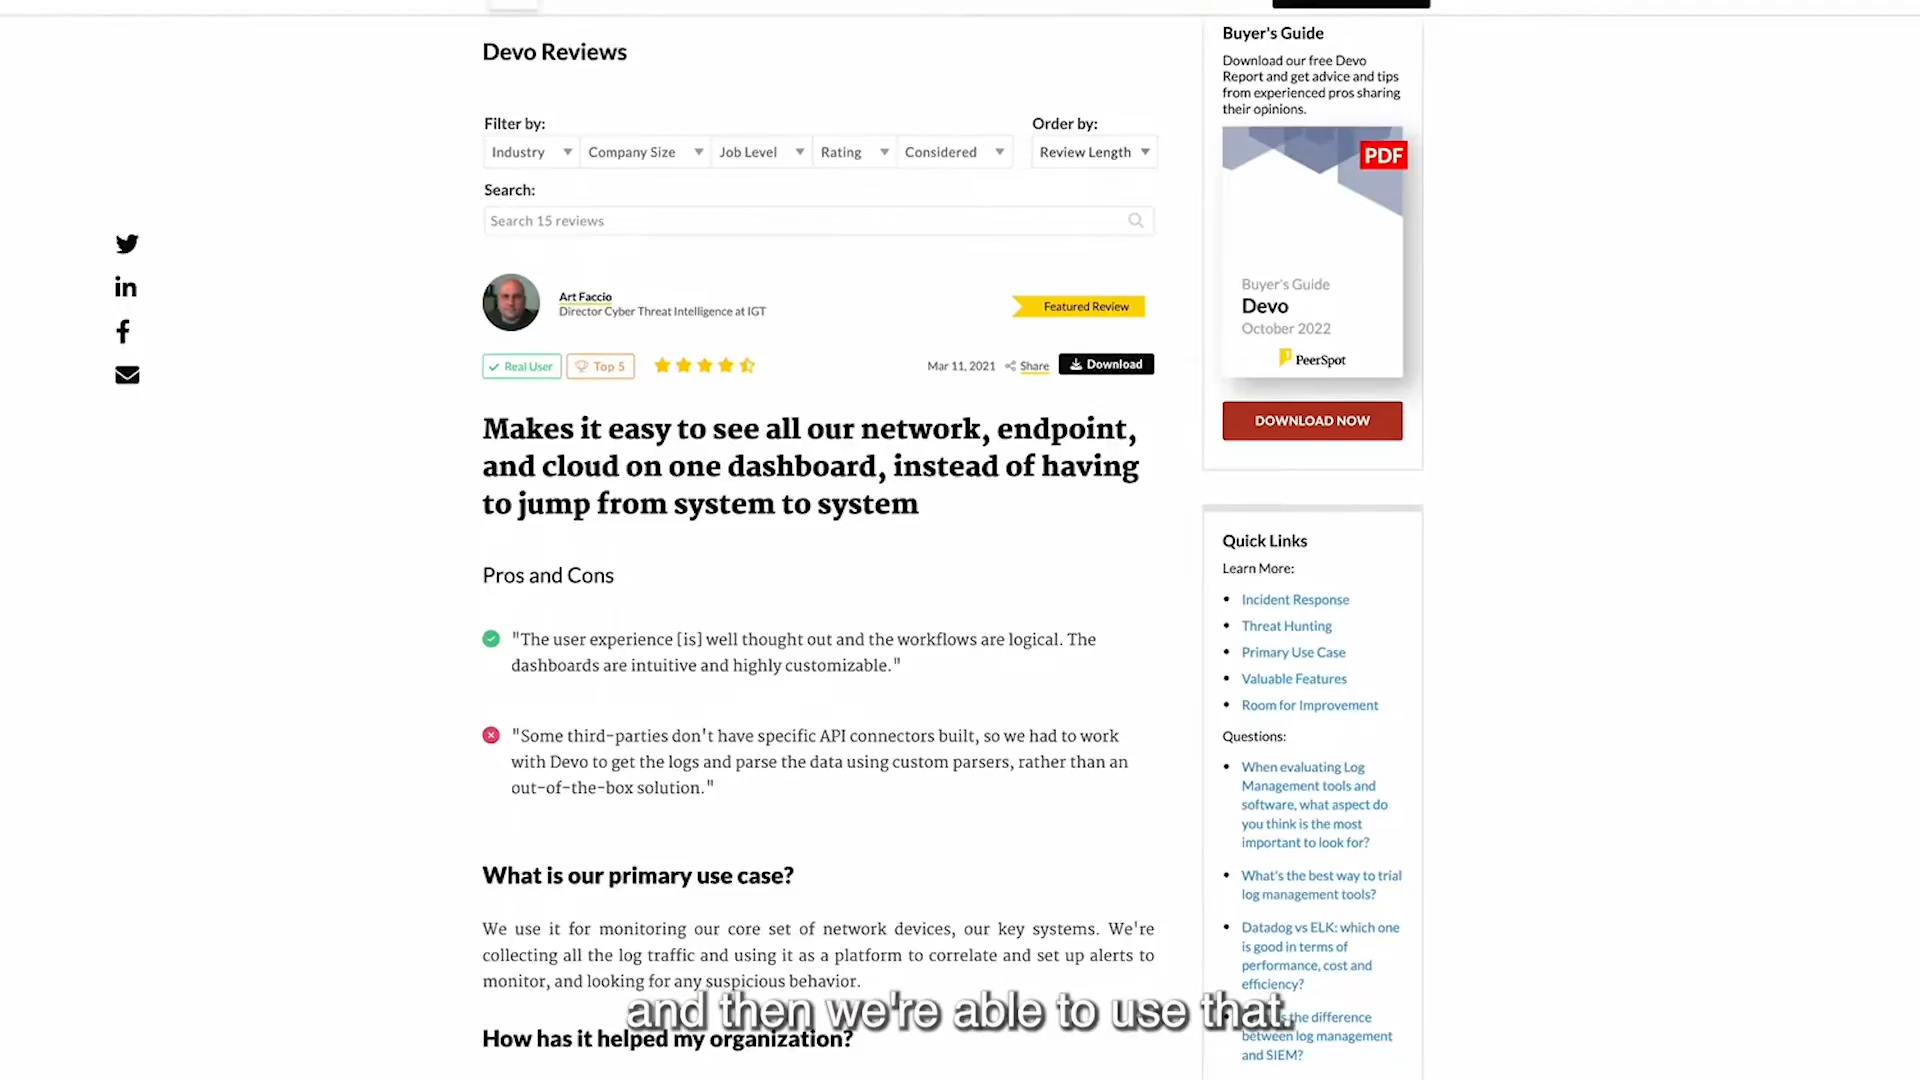 Devo Reviews
Filter by:
Industry
Company Size
Job Level
Rating
Considered
Order by:
Review Length
Search:
Search 15 reviews
Art Faccio
Director Cyber Threat Intelligence at IGT
Featured Review
Real User
Top 5
Mar 11, 2021
Share
Download
Makes it easy to see all our network, endpoint,
and cloud on one dashboard, instead of having
to jump from system to system
Pros and Cons
"The user experience [is] well thought out and the workflows are logical. The
dashboards are intuitive and highly customizable."
"Some third-parties don't have specific API connectors built, so we had to work
with Devo to get the logs and parse the data using custom parsers, rather than an
out-of-the-box solution."
What is our primary use case?
We use it for monitoring our core set of network devices, our key systems. We're
collecting all the log traffic and using it as a platform to correlate and set up alerts to
monitor, and looking for any suspicious behavior.
and then we're able to use that.
How has it helped my organization?
Buyer's Guide
Download our free Devo
Report and get advice and tips
from experienced pros sharing
their opinions.
PDF
Buyer's Guide
Devo
October 2022
PeerSpot
DOWNLOAD NOW
Quick Links
Learn More:
Incident Response
Threat Hunting
Primary Use Case
Valuable Features
Room for Improvement
Questions:
When evaluating Log
Management tools and
software, what aspect do
you think is the most
important to look for?
What's the best way to trial
log management tools?
Datadog vs ELK: which one
is good in terms of
performance, cost and
efficiency?
the difference
between log management
and SIEM?